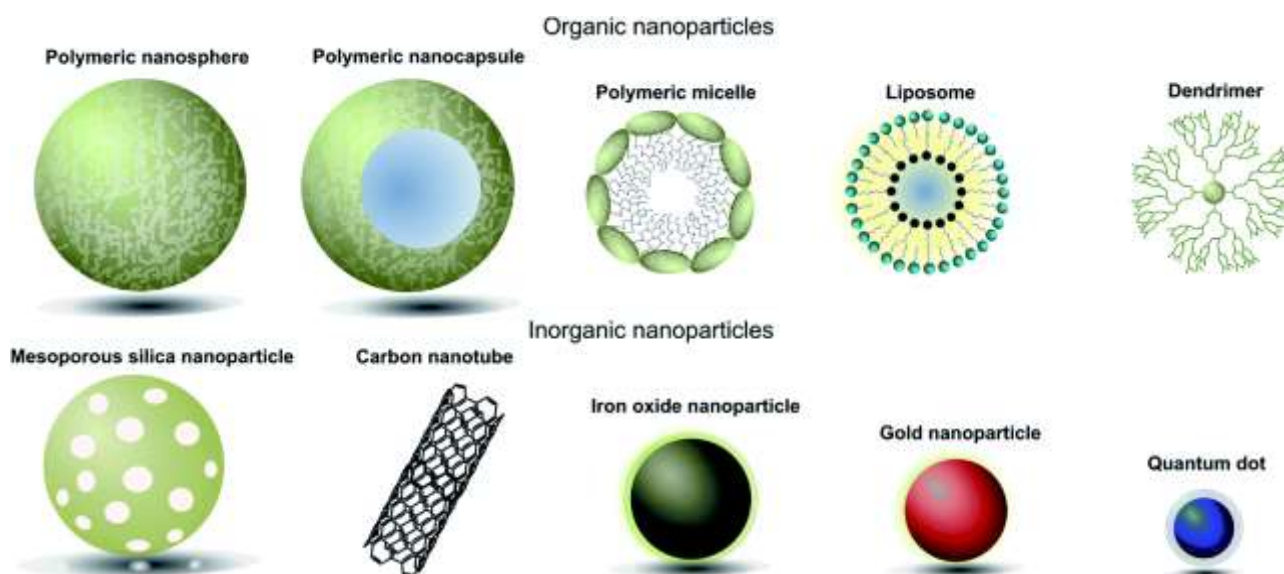 Organic nanoparticles
Polymeric nanosphere
Polymeric nanocapsule
Polymeric micelle
Liposome
Dendrimer
Inorganic nanoparticles
Mesoporous silica nanoparticle
Carbon nanotube
Iron oxide nanoparticle
Gold nanoparticle
Quantum dot